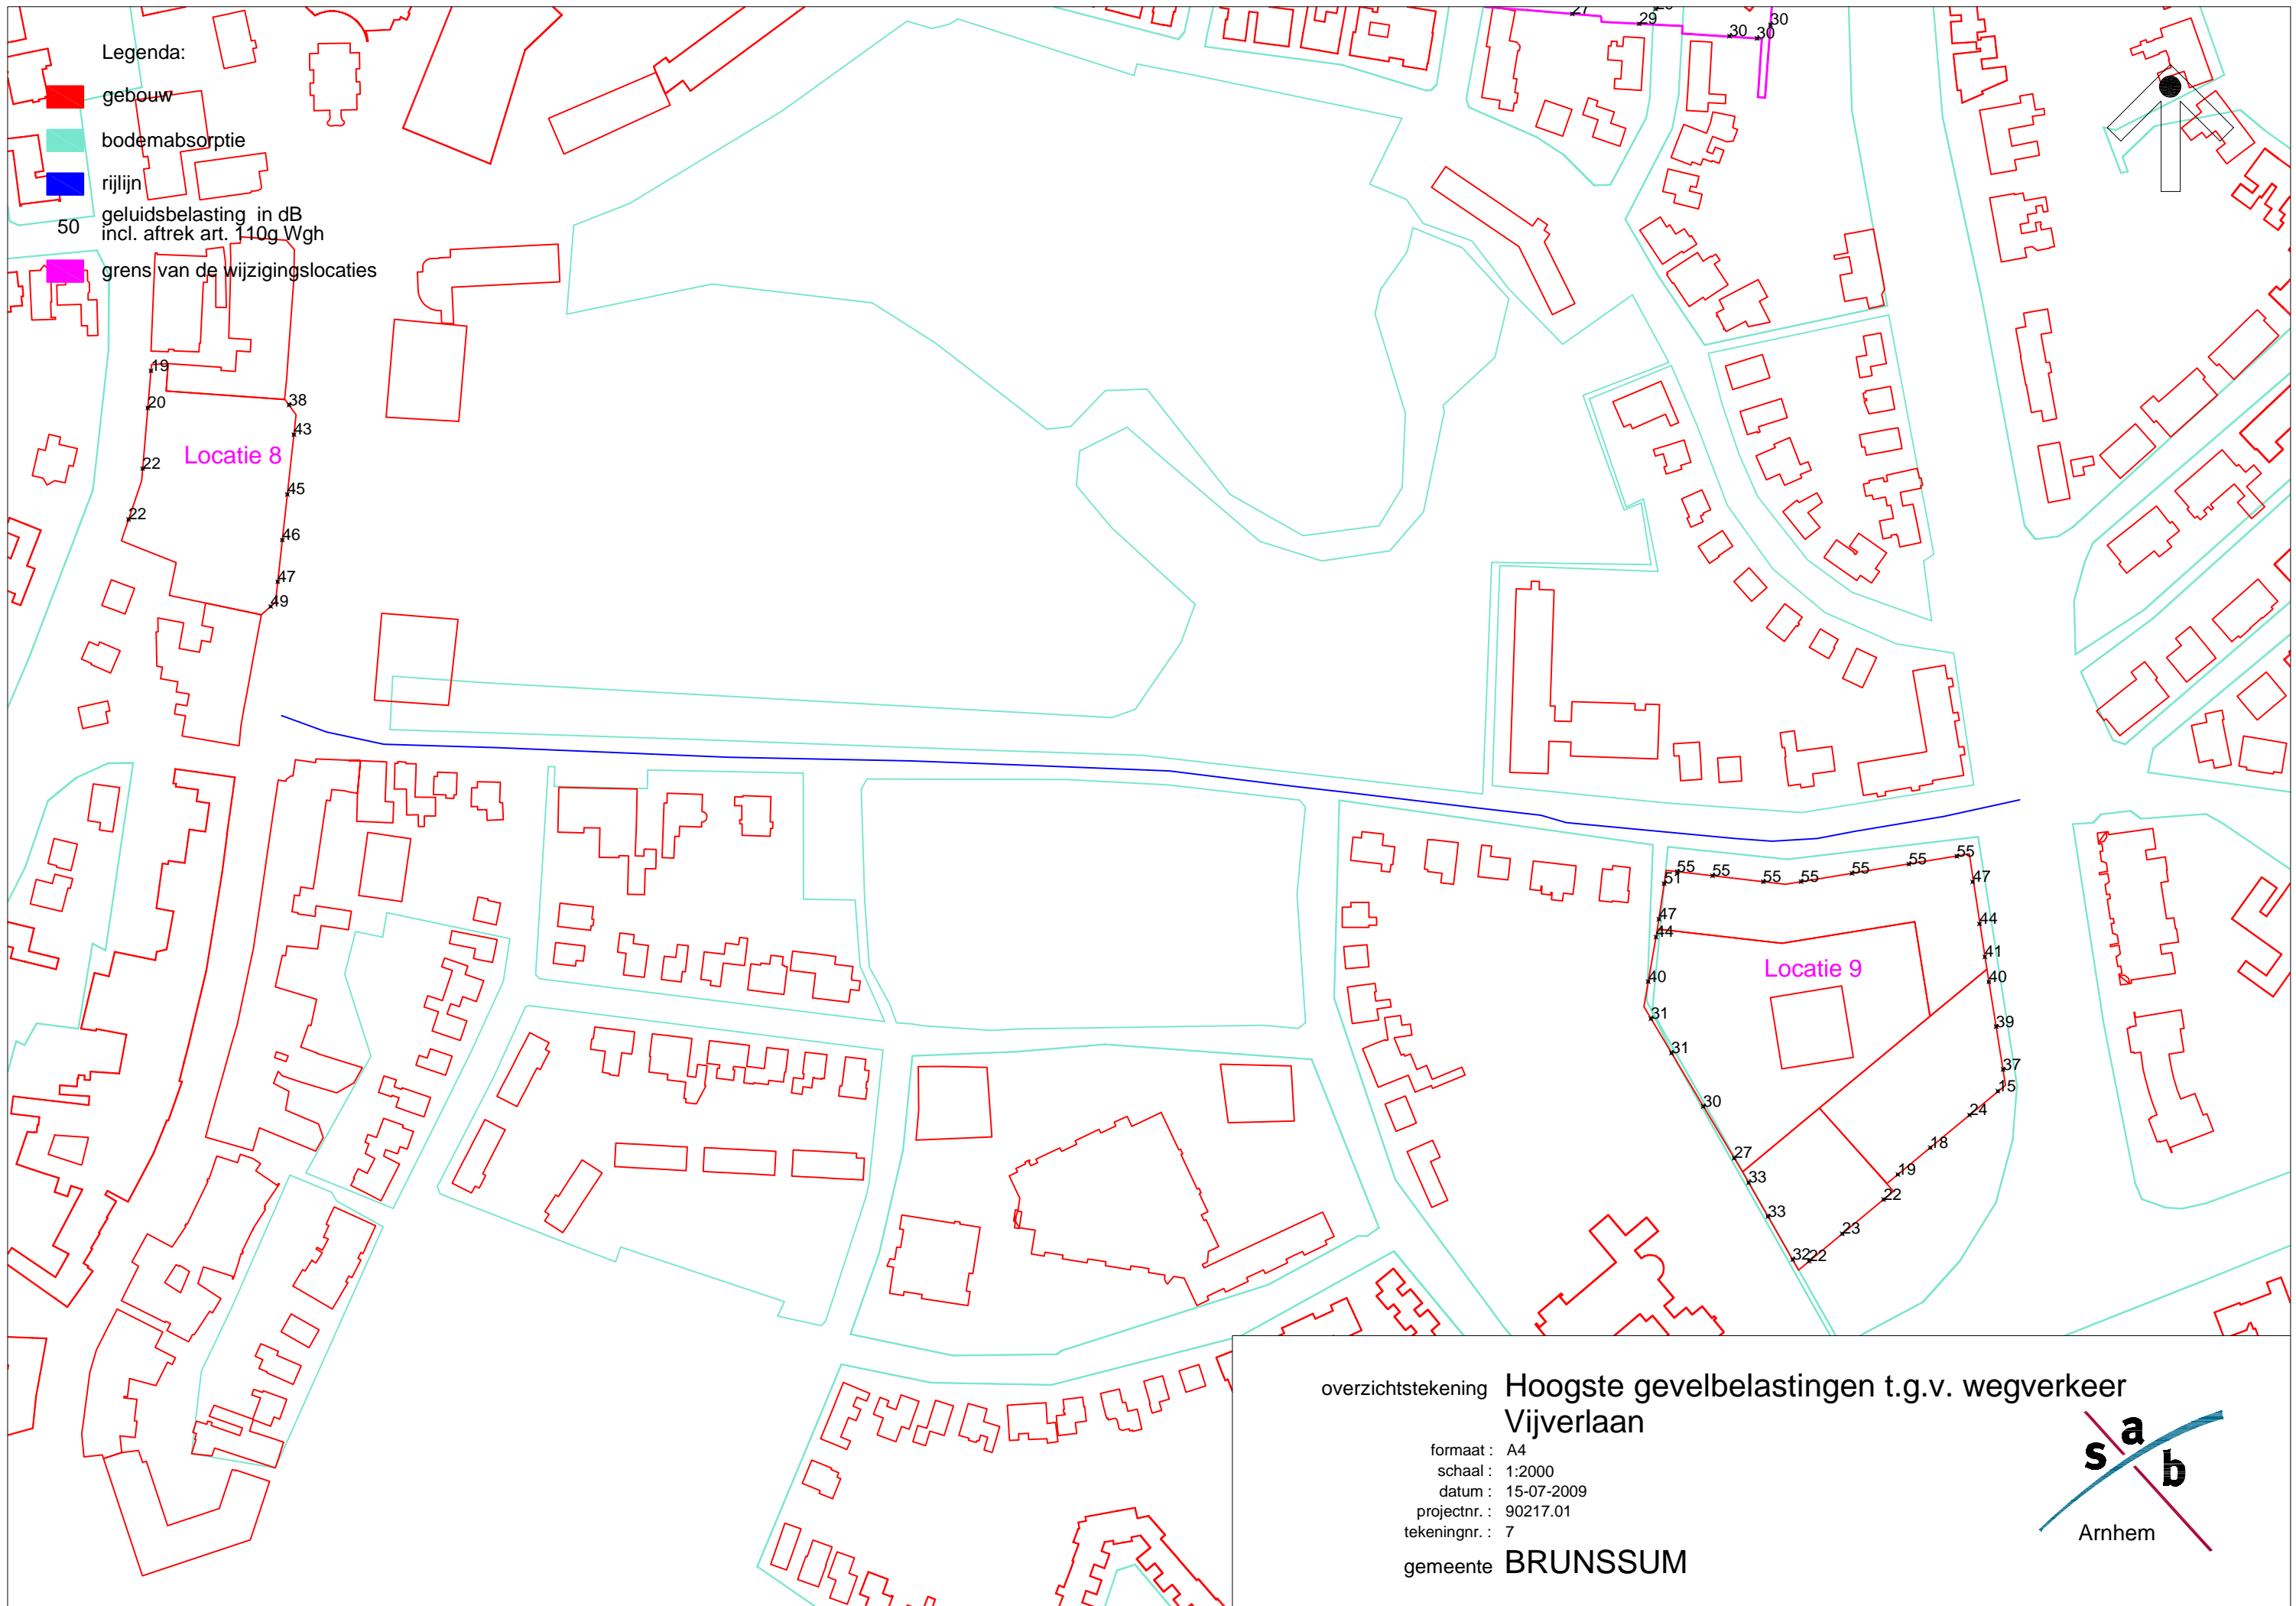 27
29
30
30
30
Legenda:
gebouw
bodemabsorptie
rijlijn
50
geluidsbelasting in dB
incl. aftrek art. 110g Wgh
grens van de wijzigingslocaties
19
20
22
22
38
43
45
46
47
49
Locatie 8
55
55
55
55
55
55
55
51
47
44
40
31
31
30
27
33
33
32
22
23
22
19
18
24
15
37
39
40
41
44
47
Locatie 9
overzichtstekening Hoogste gevelbelastingen t.g.v. wegverkeer
Vijverlaan
formaat : A4
schaal : 1:2000
datum : 15-07-2009
projectnr. : 90217.01
tekeningnr. : 7
gemeente BRUNSSUM
s a b
Arnhem